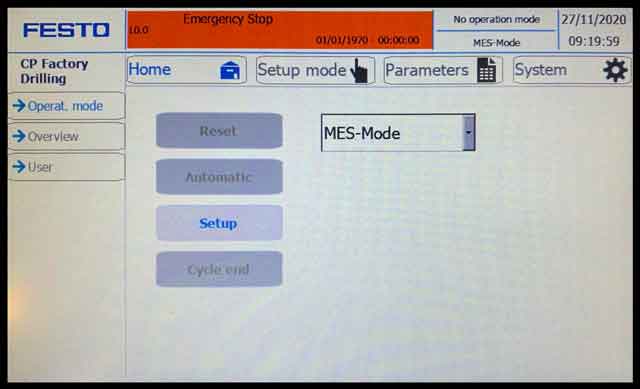 FESTO
Emergency Stop
10.0
01/01/1970 - 00:00:00
No operation mode
MES-Mode
27/11/2020
09:19:59
CP Factory
Drilling
Home
Setup mode
Parameters
System
Operat. mode
Overview
User
Reset
Automatic
Setup
Cycle end
MES-Mode